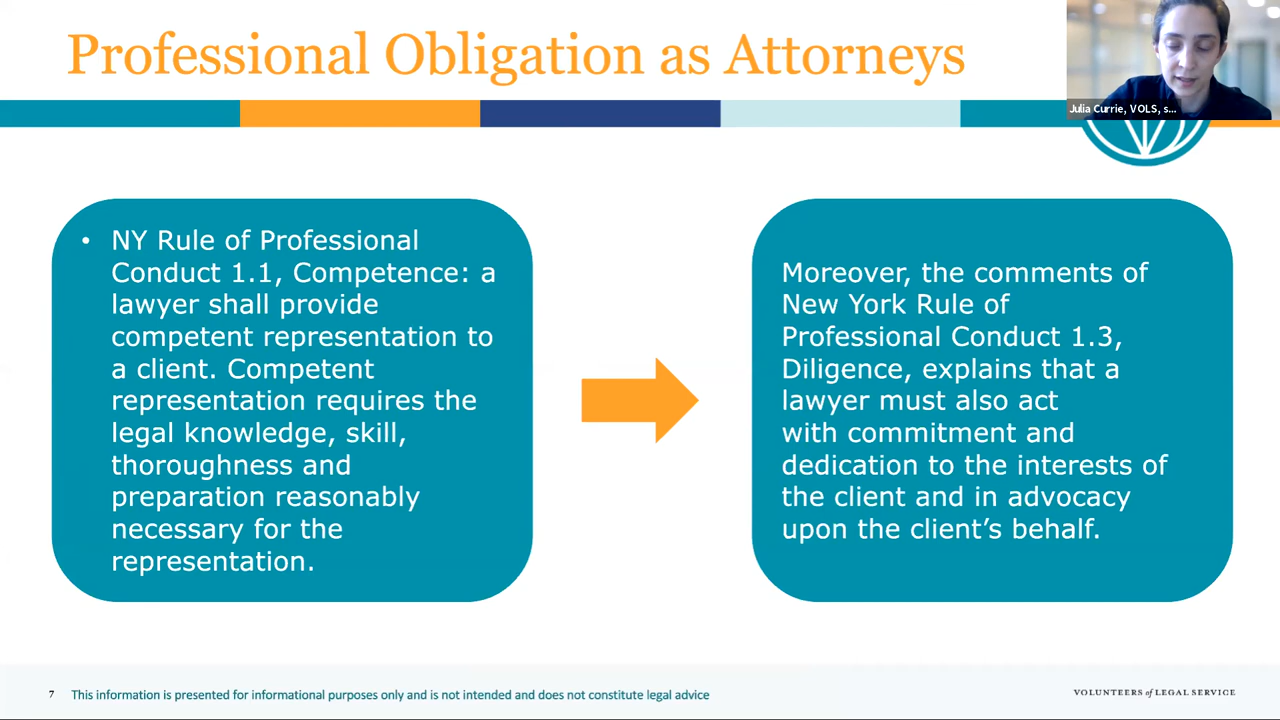 Professional Obligation as Attorneys
Julia Currie, VOLS, s...
• NY Rule of Professional
Conduct 1.1, Competence: a
lawyer shall provide
competent representation to
a client. Competent
representation requires the
legal knowledge, skill,
thoroughness and
preparation reasonably
necessary for the
representation.
Moreover, the comments of
New York Rule of
Professional Conduct 1.3,
Diligence, explains that a
lawyer must also act
with commitment and
dedication to the interests of
the client and in advocacy
upon the client’s behalf.
7 This information is presented for informational purposes only and is not intended and does not constitute legal advice
VOLUNTEERS of LEGAL SERVICE